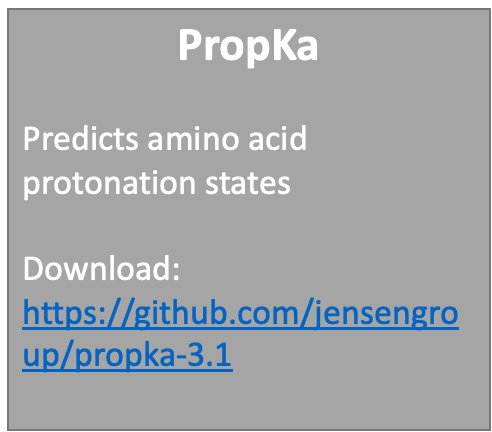 PropKa
Predicts amino acid
protonation states
Download:
https://github.com/jensengro
up/propka-3.1